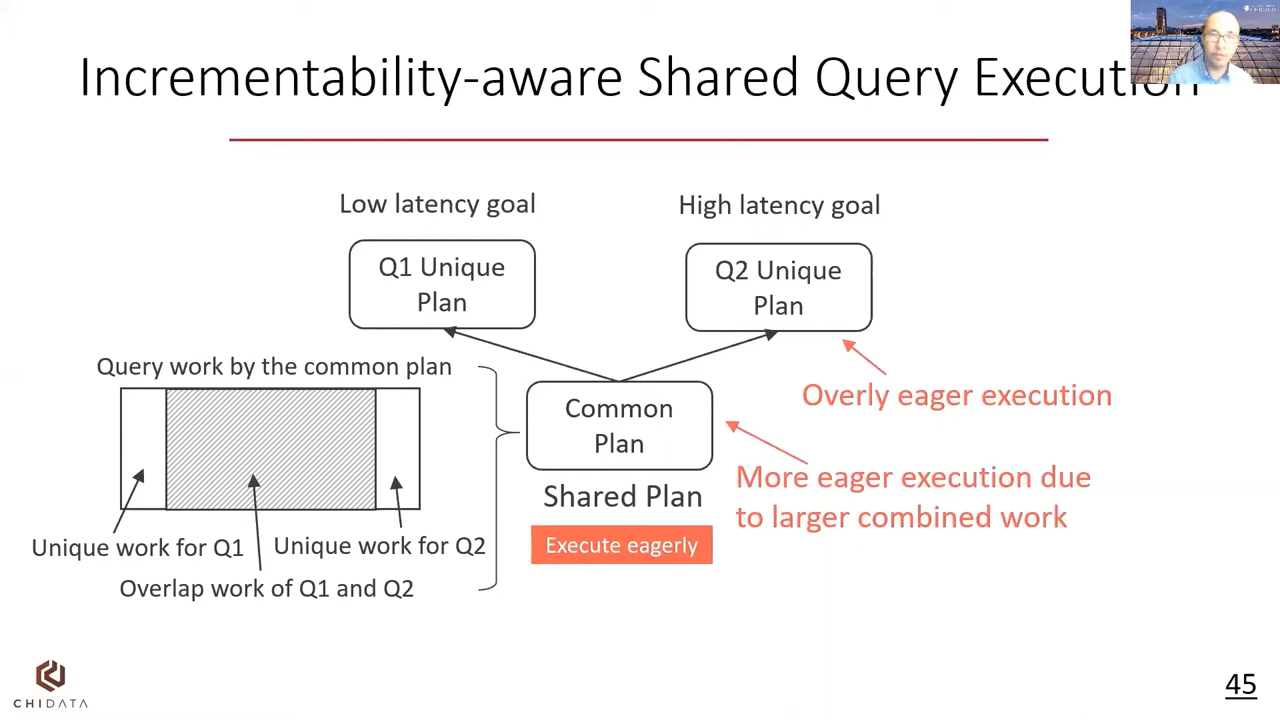 Incrementability-aware Shared Query Execution
Low latency goal
High latency goal
Q1 Unique
Plan
Q2 Unique
Plan
Query work by the common plan
Overly eager execution
Common
Plan
More eager execution due
to larger combined work
Shared Plan
Execute eagerly
Unique work for Q1
Unique work for Q2
Overlap work of Q1 and Q2
CHIDATA
45